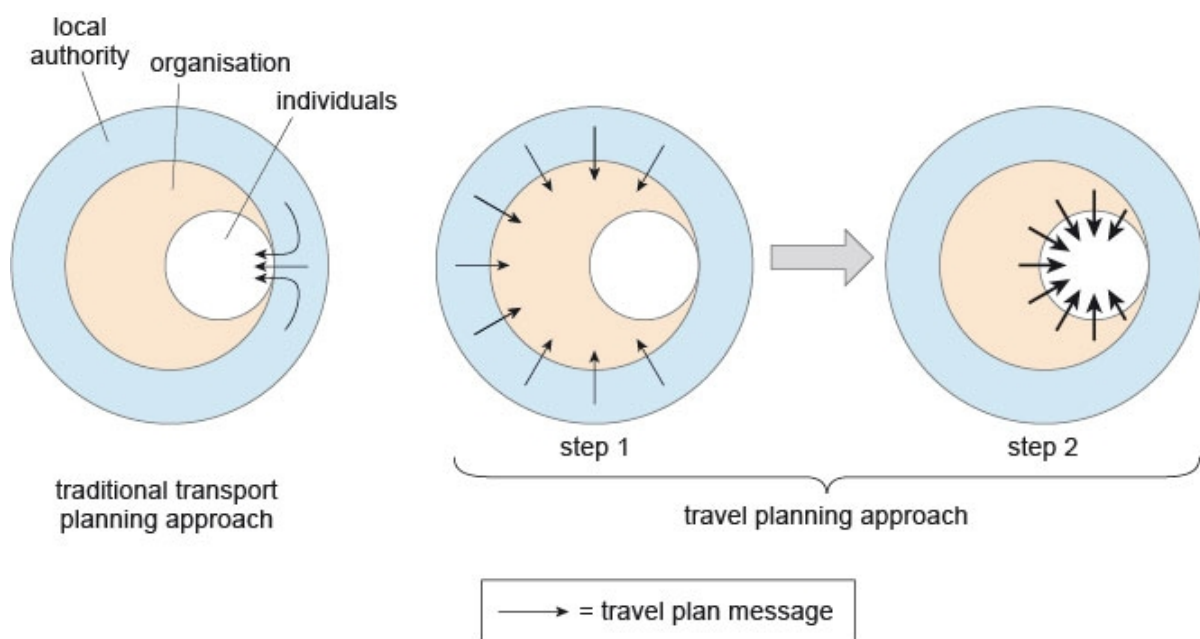 local
authority
organisation
individuals
step 1
step 2
traditional transport
planning approach
travel planning approach
= travel plan message